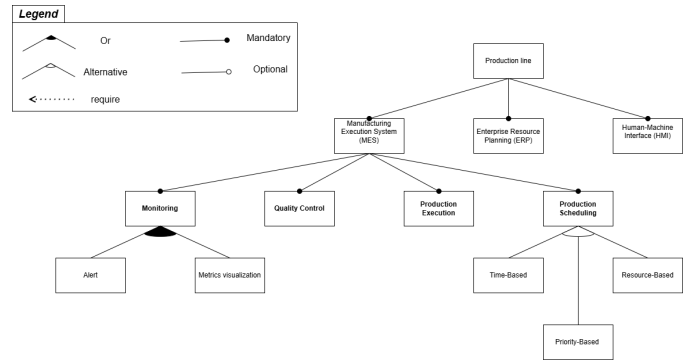 Legend
Or
Mandatory
Alternative
Optional
require
Production line
Manufacturing
Execution System
(MES)
Enterprise Resource
Planning (ERP)
Human-Machine
Interface (HMI)
Monitoring
Quality Control
Production
Execution
Production
Scheduling
Alert
Metrics visualization
Time-Based
Resource-Based
Priority-Based